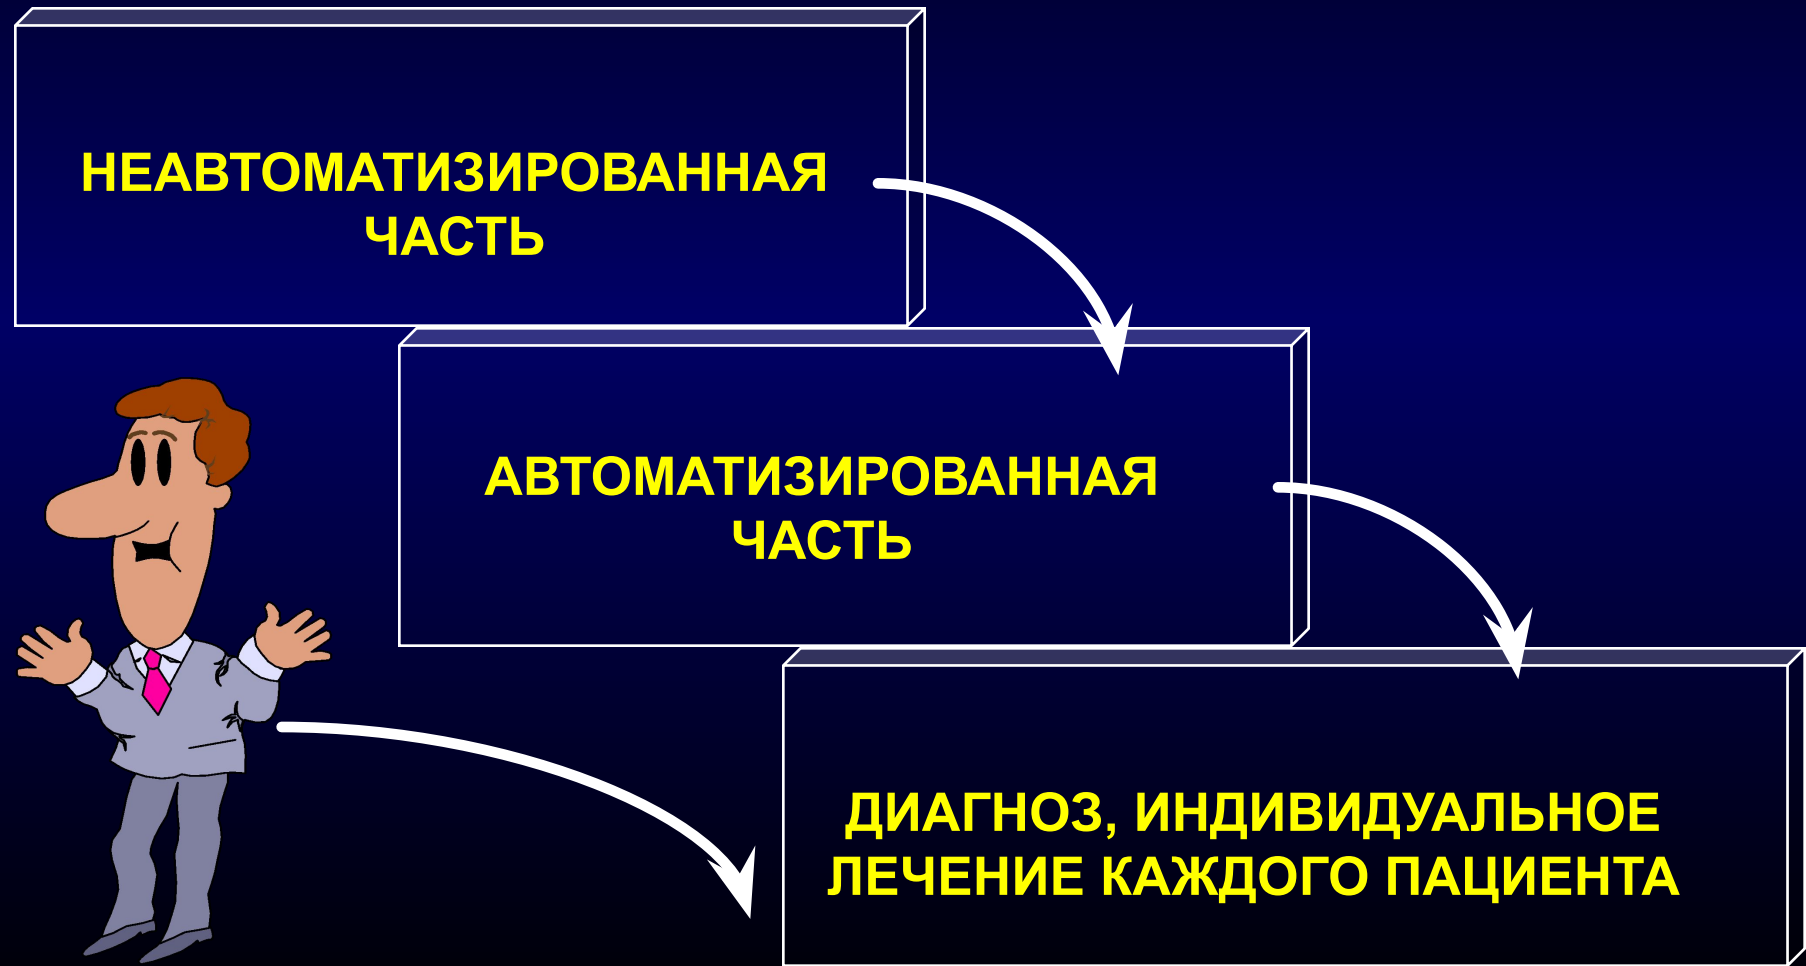 НЕАВТОМАТИЗИРОВАННАЯ
ЧАСТЬ
АВТОМАТИЗИРОВАННАЯ
ЧАСТЬ
ДИАГНОЗ, ИНДИВИДУАЛЬНОЕ
ЛЕЧЕНИЕ КАЖДОГО ПАЦИЕНТА